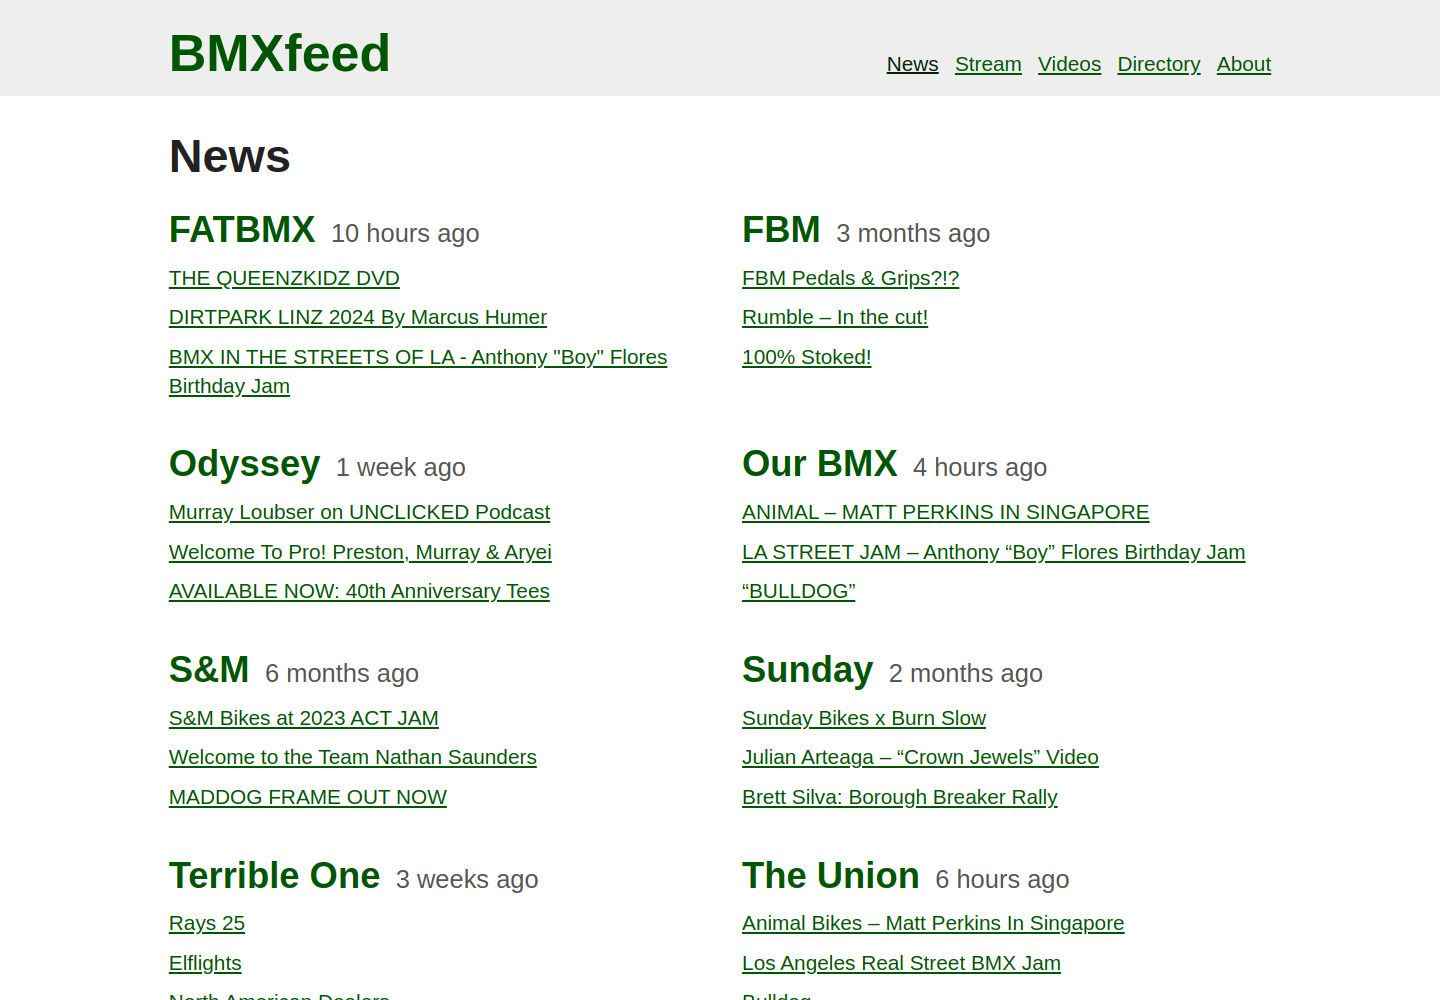 BMXfeed
News Stream Videos Directory About
News
FATBMX 10 hours ago
THE QUEENZKIDZ DVD
DIRTPARK LINZ 2024 By Marcus Humer
BMX IN THE STREETS OF LA - Anthony "Boy" Flores
Birthday Jam
FBM 3 months ago
FBM Pedals & Grips?!?
Rumble – In the cut!
100% Stoked!
Odyssey 1 week ago
Murray Loubser on UNCLICKED Podcast
Welcome To Pro! Preston, Murray & Aryei
AVAILABLE NOW: 40th Anniversary Tees
Our BMX 4 hours ago
ANIMAL – MATT PERKINS IN SINGAPORE
LA STREET JAM – Anthony “Boy” Flores Birthday Jam
“BULLDOG”
S&M 6 months ago
S&M Bikes at 2023 ACT JAM
Welcome to the Team Nathan Saunders
MADDOG FRAME OUT NOW
Sunday 2 months ago
Sunday Bikes x Burn Slow
Julian Arteaga – “Crown Jewels” Video
Brett Silva: Borough Breaker Rally
Terrible One 3 weeks ago
Rays 25
Elflights
North American Dealers
The Union 6 hours ago
Animal Bikes – Matt Perkins In Singapore
Los Angeles Real Street BMX Jam
Bulldog